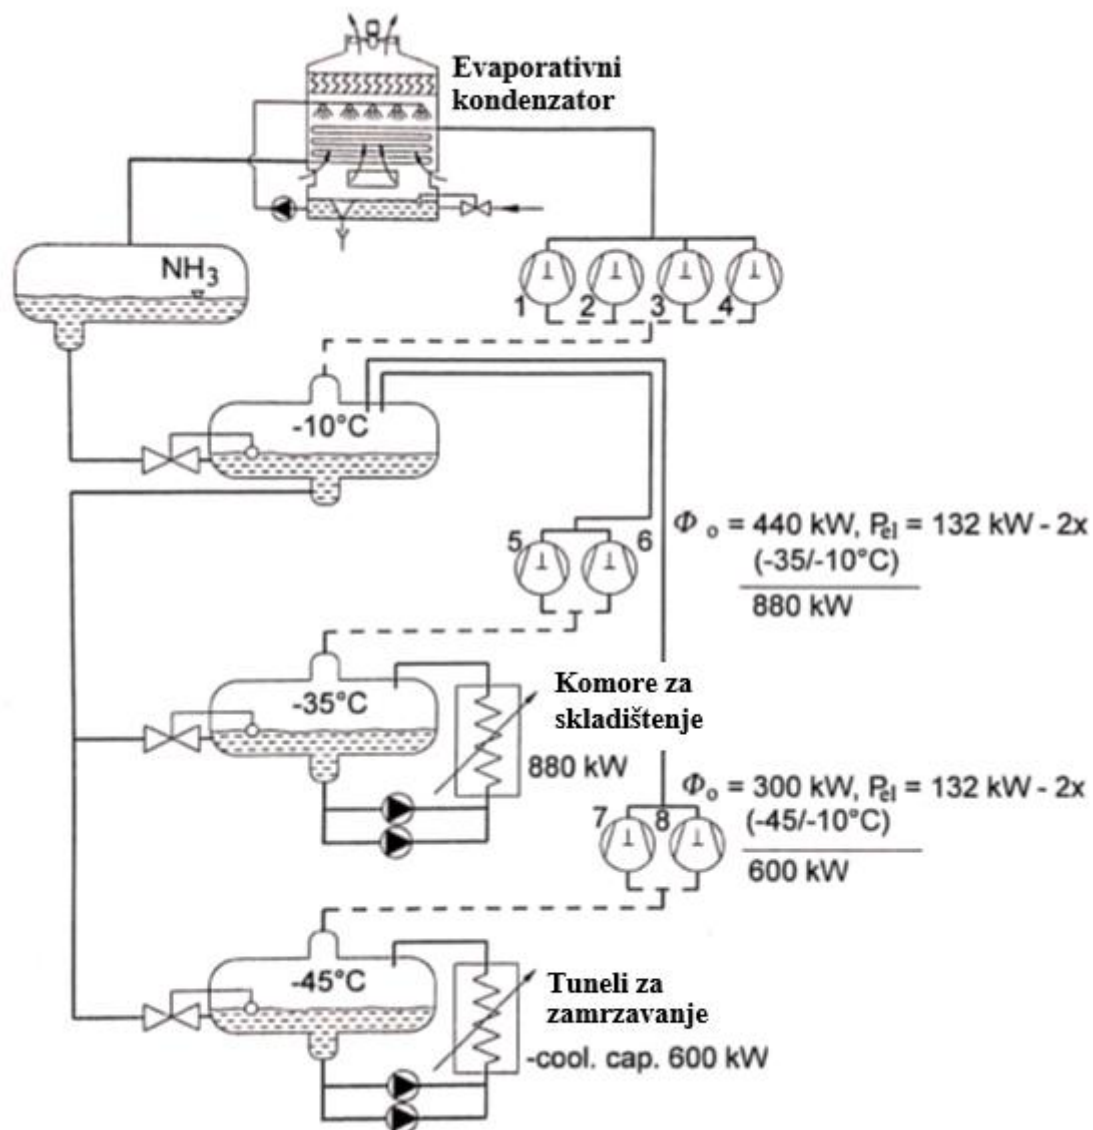 Evaporativni
kondenzator
NH3
1 2 3 4
-10°C
5 6
Φo = 440 kW, Pel = 132 kW - 2x
(-35/-10°C)
880 kW
-35°C
Komore za
skladištenje
880 kW
Φo = 300 kW, Pel = 132 kW - 2x
7 8 (-45/-10°C)
600 kW
-45°C
Tuneli za
zamrzavanje
-cool. cap. 600 kW